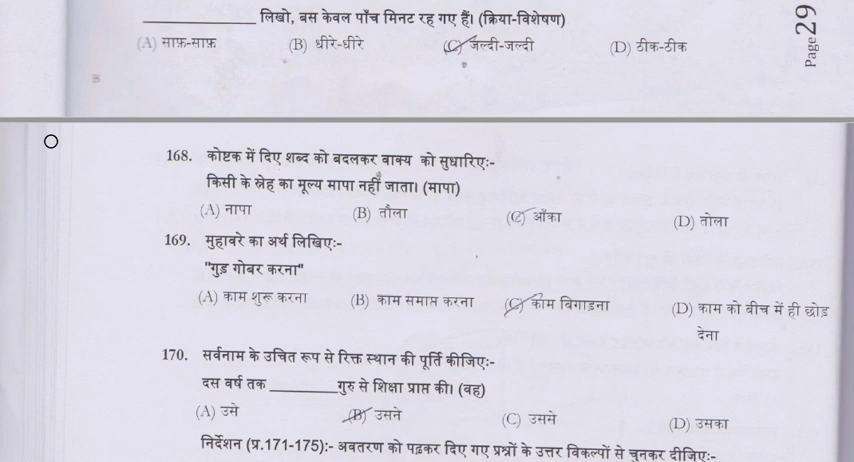 __________ लिखो, बस केवल पाँच मिनट रह गए हैं। (क्रिया-विशेषण)
(A) साफ़-साफ़ (B) धीरे-धीरे (C) जल्दी-जल्दी (D) ठीक-ठीक
Page 29
168. कोष्टक में दिए शब्द को बदलकर वाक्य को सुधारिए:-
किसी के स्नेह का मूल्य मापा नहीं जाता। (मापा)
(A) नापा (B) तौला (C) आँका (D) तोला
169. मुहावरे का अर्थ लिखिए:-
"गुड़ गोबर करना"
(A) काम शुरू करना (B) काम समाप्त करना (C) काम बिगाड़ना (D) काम को बीच में ही छोड़
देना
170. सर्वनाम के उचित रूप से रिक्त स्थान की पूर्ति कीजिए:-
दस वर्ष तक __________ गुरु से शिक्षा प्राप्त की। (वह)
(A) उसे (B) उसने (C) उससे (D) उसका
निर्देशन (प्र.171-175):- अवतरण को पढ़कर दिए गए प्रश्नों के उत्तर विकल्पों से चुनकर दीजिए:-